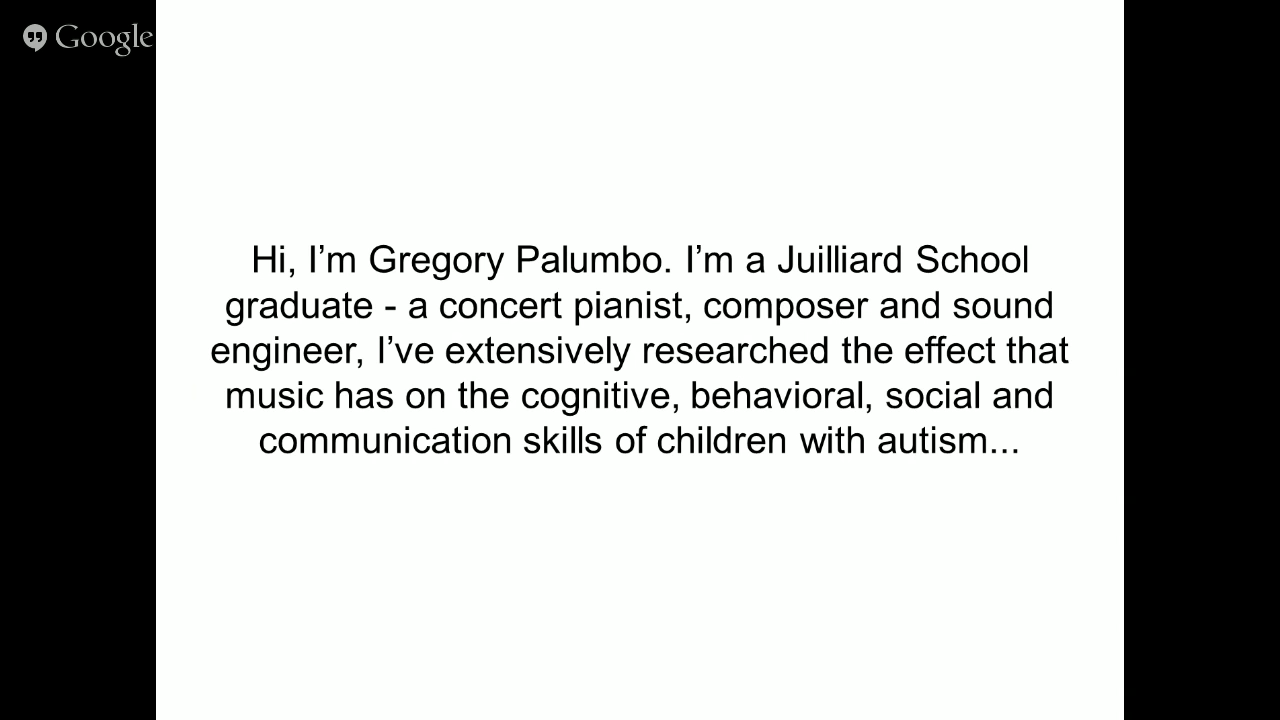 Google
Hi, I’m Gregory Palumbo. I’m a Juilliard School
graduate - a concert pianist, composer and sound
engineer, I’ve extensively researched the effect that
music has on the cognitive, behavioral, social and
communication skills of children with autism...